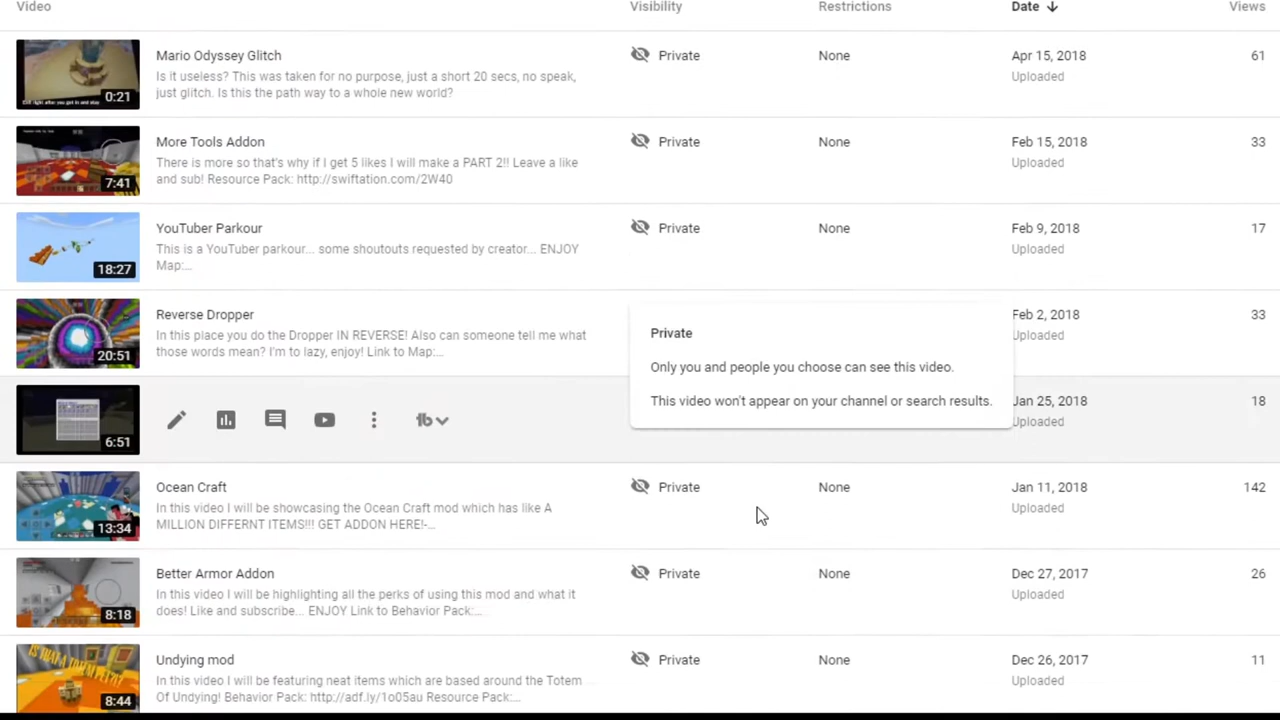 Video Visibility Restrictions Date Views
Mario Odyssey Glitch Private None Apr 15, 2018 61
Is it useless? This was taken for no purpose, just a short 20 secs, no speak, Uploaded
just glitch. Is this the path way to a whole new world?
0:21
More Tools Addon Private None Feb 15, 2018 33
There is more so that's why if I get 5 likes I will make a PART 2!! Leave a like Uploaded
and sub! Resource Pack: http://swiftation.com/2W40
7:41
YouTuber Parkour Private None Feb 9, 2018 17
This is a YouTuber parkour... some shoutouts requested by creator... ENJOY Uploaded
Map:...
18:27
Reverse Dropper Feb 2, 2018 33
In this place you do the Dropper IN REVERSE! Also can someone tell me what Uploaded
those words mean? I'm to lazy, enjoy! Link to Map:...
20:51
Private
Only you and people you choose can see this video.
This video won't appear on your channel or search results.
Jan 25, 2018 18
Uploaded
6:51
Ocean Craft Private None Jan 11, 2018 142
In this video I will be showcasing the Ocean Craft mod which has like A Uploaded
MILLION DIFFERNT ITEMS!!! GET ADDON HERE!-...
13:34
Better Armor Addon Private None Dec 27, 2017 26
In this video I will be highlighting all the perks of using this mod and what it Uploaded
does! Like and subscribe... ENJOY Link to Behavior Pack:...
8:18
Undying mod Private None Dec 26, 2017 11
In this video I will be featuring neat items which are based around the Totem Uploaded
Of Undying! Behavior Pack: http://adf.ly/1o05au Resource Pack:...
IS THAT A TOTEM PET?!?
8:44